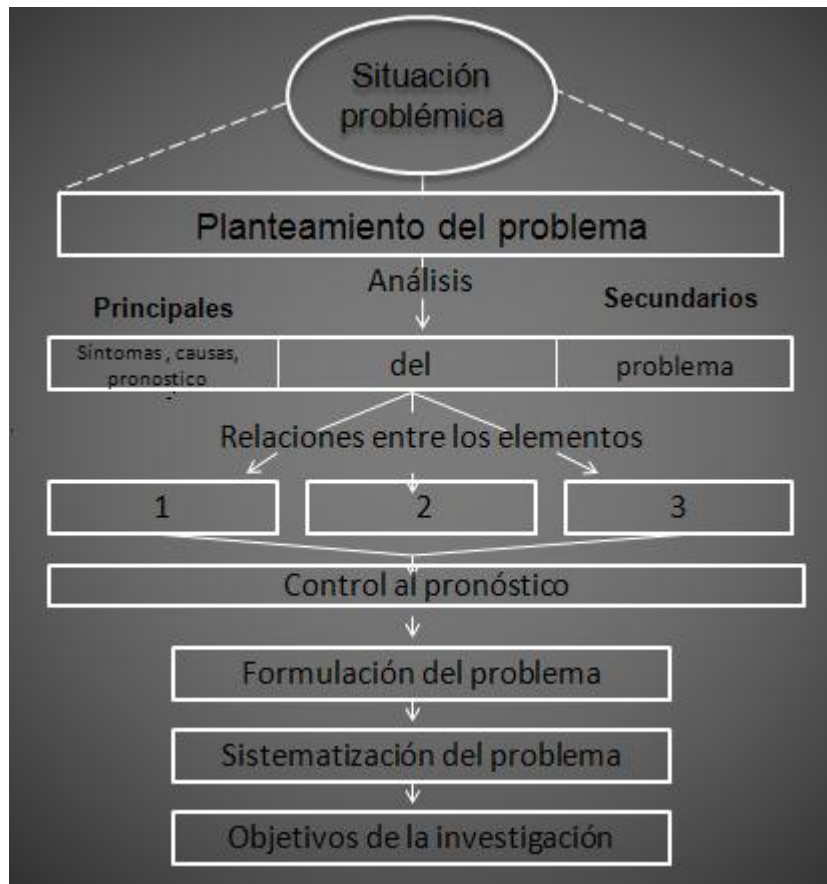 Situación
problémica
Planteamiento del problema
Análisis
Principales
Secundarios
Síntomas, causas,
pronostico
del
problema
Relaciones entre los elementos
1
2
3
Control al pronóstico
Formulación del problema
Sistematización del problema
Objetivos de la investigación